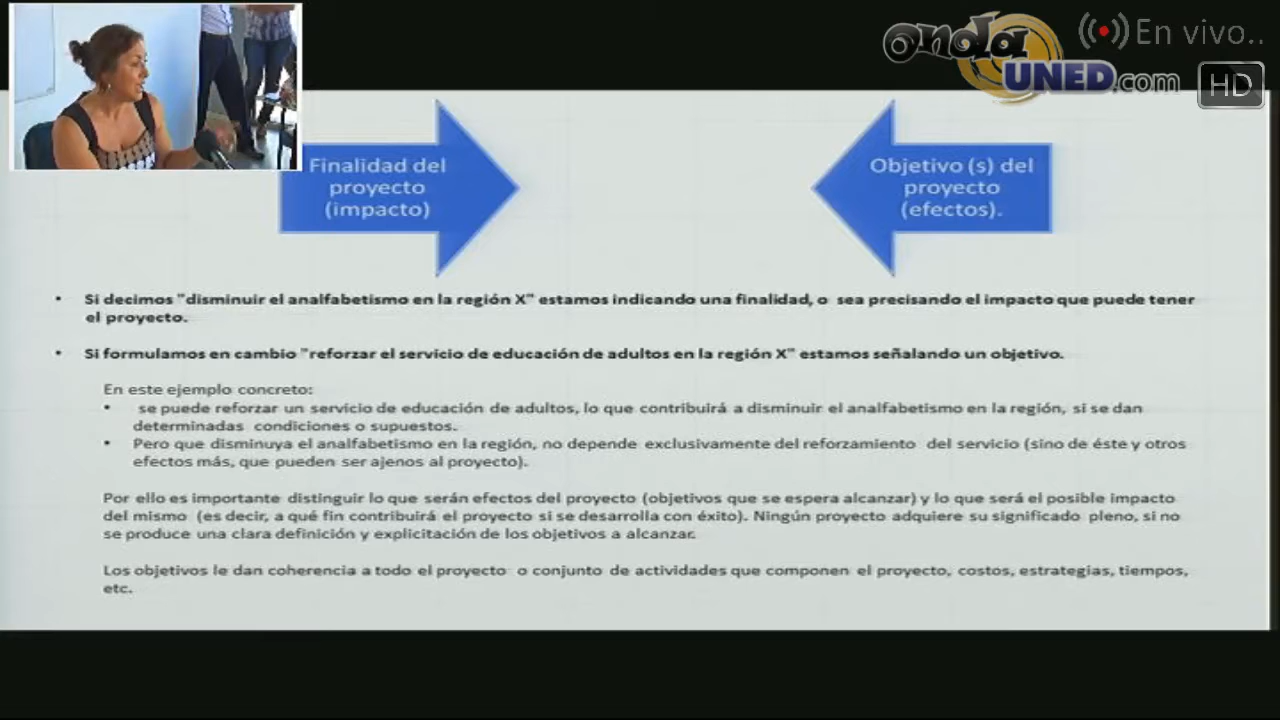 onda
UNED.com
En vivo..
HD
Finalidad del
proyecto
(impacto)
Objetivo (s) del
proyecto
(efectos).
• Si decimos "disminuir el analfabetismo en la región X" estamos indicando una finalidad, o sea precisando el impacto que puede tener
el proyecto.
• Si formulamos en cambio "reforzar el servicio de educación de adultos en la región X" estamos señalando un objetivo.
En este ejemplo concreto:
• se puede reforzar un servicio de educación de adultos, lo que contribuirá a disminuir el analfabetismo en la región, si se dan
determinadas condiciones o supuestos.
• Pero que disminuya el analfabetismo en la región, no depende exclusivamente del reforzamiento del servicio (sino de éste y otros
efectos más, que pueden ser ajenos al proyecto).
Por ello es importante distinguir lo que serán efectos del proyecto (objetivos que se espera alcanzar) y lo que será el posible impacto
del mismo (es decir, a qué fin contribuirá el proyecto si se desarrolla con éxito). Ningún proyecto adquiere su significado pleno, si no
se produce una clara definición y explicitación de los objetivos a alcanzar.
Los objetivos le dan coherencia a todo el proyecto o conjunto de actividades que componen el proyecto, costos, estrategias, tiempos,
etc.